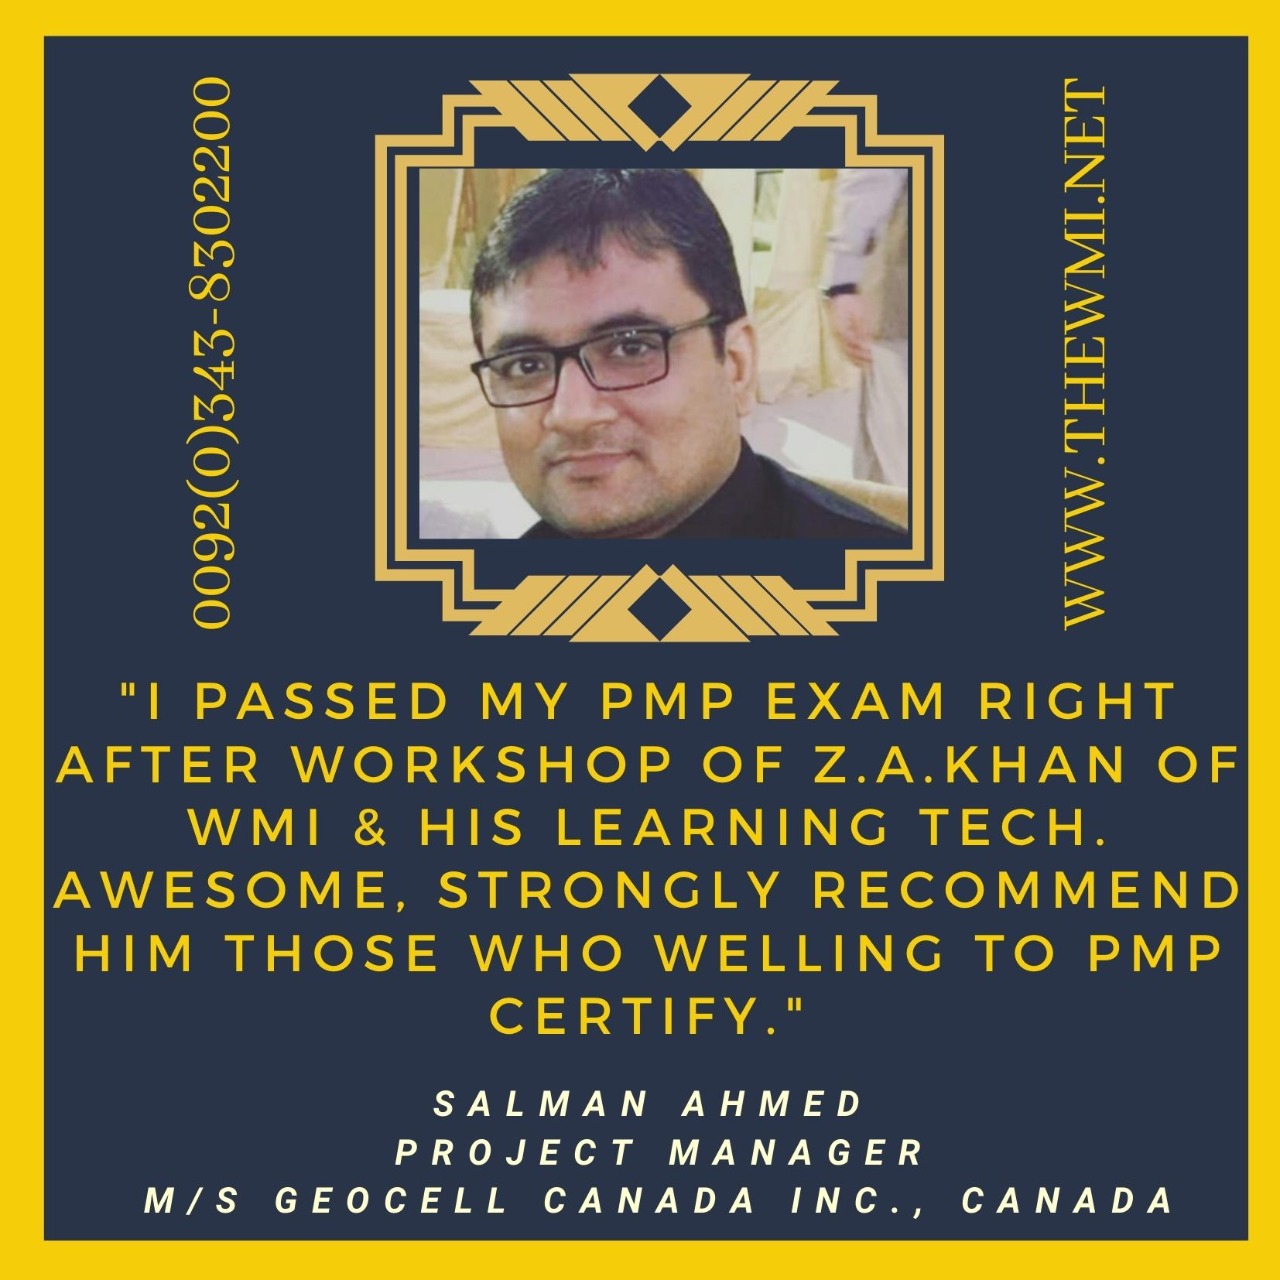 0092(0)343-8302200
WWW.THEWMI.NET
"I PASSED MY PMP EXAM RIGHT
AFTER WORKSHOP OF Z.A.KHAN OF
WMI & HIS LEARNING TECH.
AWESOME, STRONGLY RECOMMEND
HIM THOSE WHO WELLING TO PMP
CERTIFY."
SALMAN AHMED
PROJECT MANAGER
M/S GEOCELL CANADA INC., CANADA